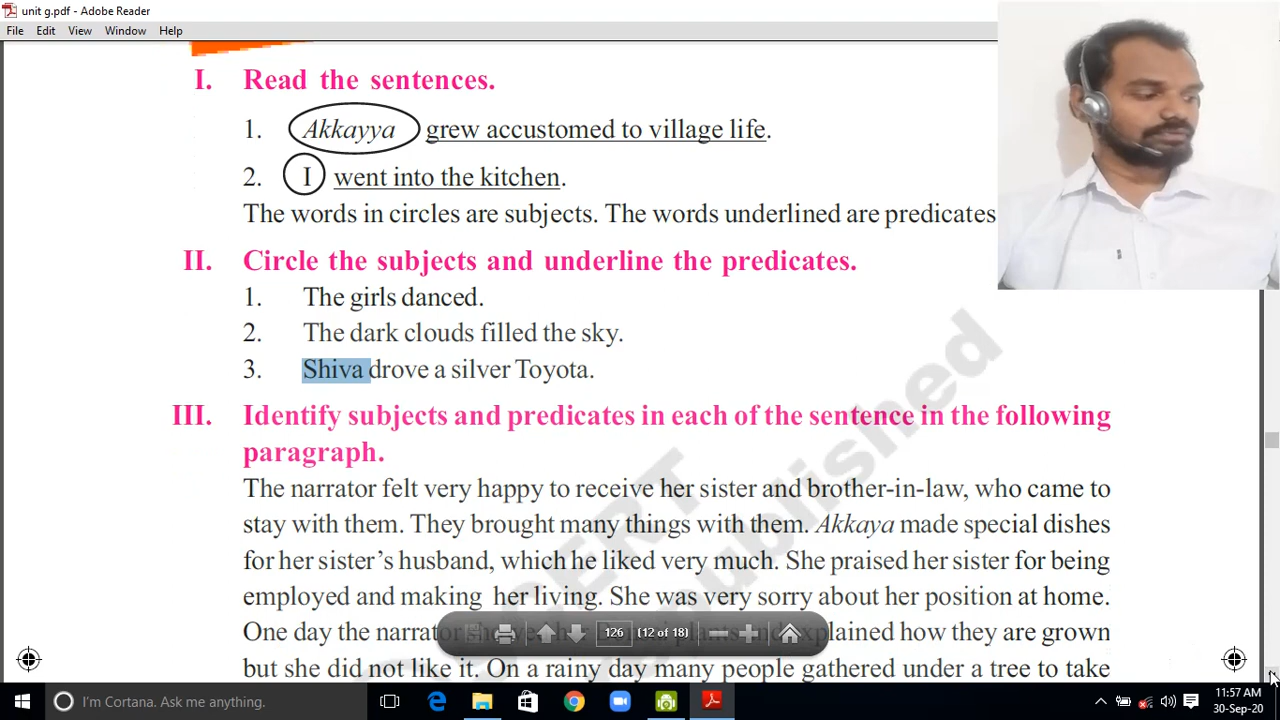 unit g.pdf - Adobe Reader
File Edit View Window Help
I. Read the sentences.
1. Akkayya grew accustomed to village life.
2. I went into the kitchen.
The words in circles are subjects. The words underlined are predicates
II. Circle the subjects and underline the predicates.
1. The girls danced.
2. The dark clouds filled the sky.
3. Shiva drove a silver Toyota.
III. Identify subjects and predicates in each of the sentence in the following
paragraph.
The narrator felt very happy to receive her sister and brother-in-law, who came to
stay with them. They brought many things with them. Akkaya made special dishes
for her sister's husband, which he liked very much. She praised her sister for being
employed and making her living. She was very sorry about her position at home.
One day the narrator plants explained how they are grown
but she did not like it. On a rainy day many people gathered under a tree to take
126 (12 of 18)
I'm Cortana. Ask me anything.
11:57 AM
30-Sep-20